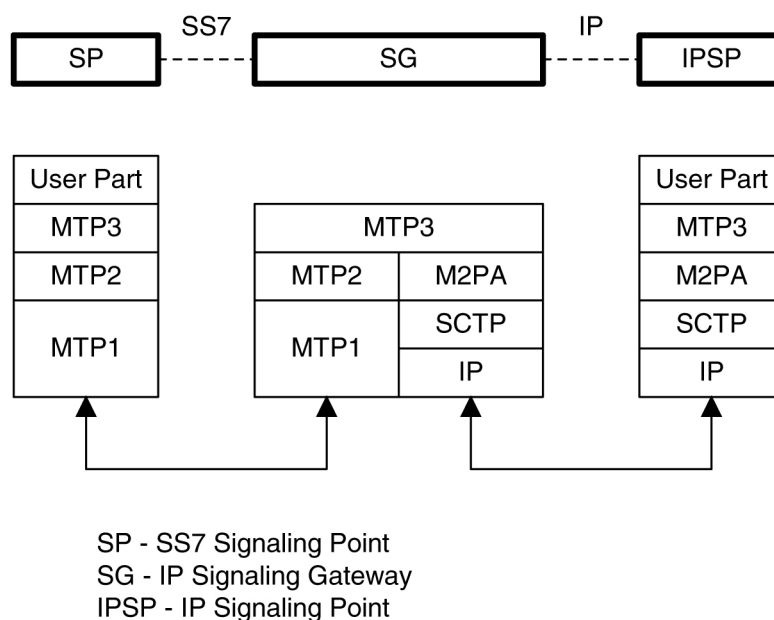 SS7 IP
SP SG IPSP
User Part User Part
MTP3 MTP3 MTP3
MTP2 MTP2 M2PA M2PA
MTP1 MTP1 SCTP SCTP
IP IP
SP - SS7 Signaling Point
SG - IP Signaling Gateway
IPSP - IP Signaling Point